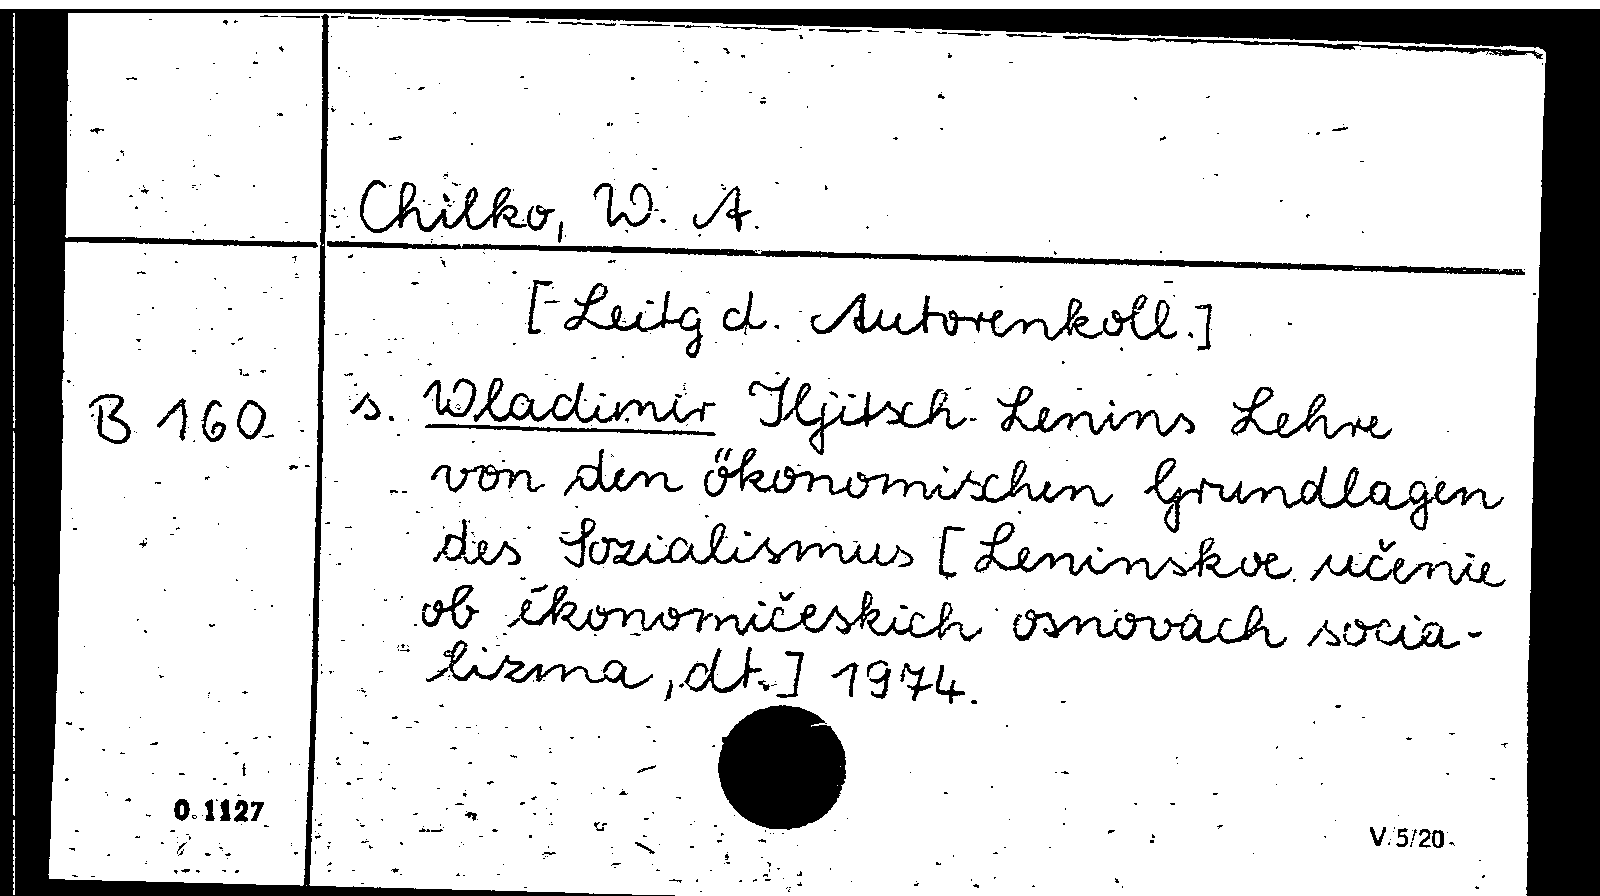 Chilko, W. A.
[Leitg d. Autorenkoll.]
B 160 s. Wladimir Iljitsch Lenins Lehre
von den ökonomischen Grundlagen
des Sozialismus [Leninskoe učenie
ob ėkonomičeskich osnovach socia-
lizma, dt.] 1974.
0.1127
V 5/20